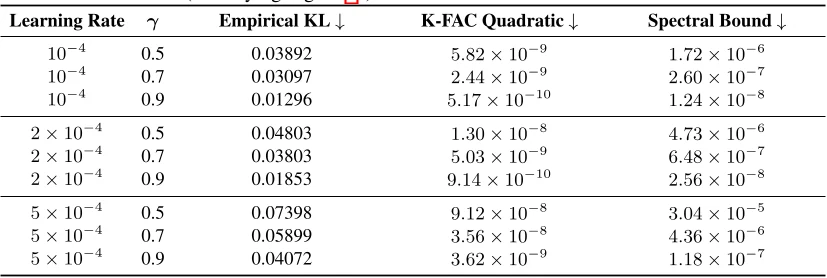 Learning Rate γ Empirical KL ↓ K-FAC Quadratic ↓ Spectral Bound ↓
10⁻⁴ 0.5 0.03892 5.82 × 10⁻⁹ 1.72 × 10⁻⁶
10⁻⁴ 0.7 0.03097 2.44 × 10⁻⁹ 2.60 × 10⁻⁷
10⁻⁴ 0.9 0.01296 5.17 × 10⁻¹⁰ 1.24 × 10⁻⁸
2 × 10⁻⁴ 0.5 0.04803 1.30 × 10⁻⁸ 4.73 × 10⁻⁶
2 × 10⁻⁴ 0.7 0.03803 5.03 × 10⁻⁹ 6.48 × 10⁻⁷
2 × 10⁻⁴ 0.9 0.01853 9.14 × 10⁻¹⁰ 2.56 × 10⁻⁸
5 × 10⁻⁴ 0.5 0.07398 9.12 × 10⁻⁸ 3.04 × 10⁻⁵
5 × 10⁻⁴ 0.7 0.05899 3.56 × 10⁻⁸ 4.36 × 10⁻⁶
5 × 10⁻⁴ 0.9 0.04072 3.62 × 10⁻⁹ 1.18 × 10⁻⁷